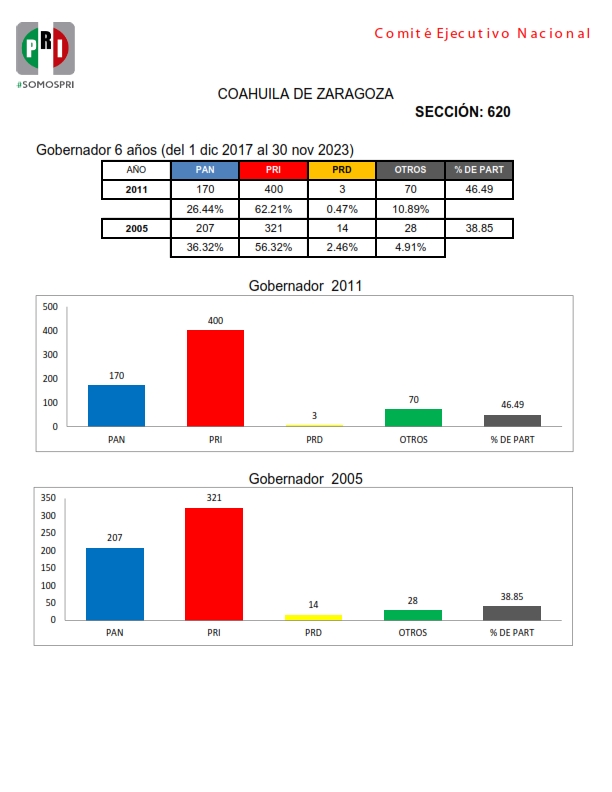 PRI
#SOMOSPRI
Comité Ejecutivo Nacional
COAHUILA DE ZARAGOZA
SECCIÓN: 620
Gobernador 6 años (del 1 dic 2017 al 30 nov 2023)
AÑO PAN PRI PRD OTROS % DE PART
2011 170 400 3 70 46.49
26.44% 62.21% 0.47% 10.89%
2005 207 321 14 28 38.85
36.32% 56.32% 2.46% 4.91%
Gobernador 2011
500
400
300
200
100
0
170
400
3
70
46.49
PAN PRI PRD OTROS % DE PART
Gobernador 2005
350
300
250
200
150
100
50
0
207
321
14
28
38.85
PAN PRI PRD OTROS % DE PART